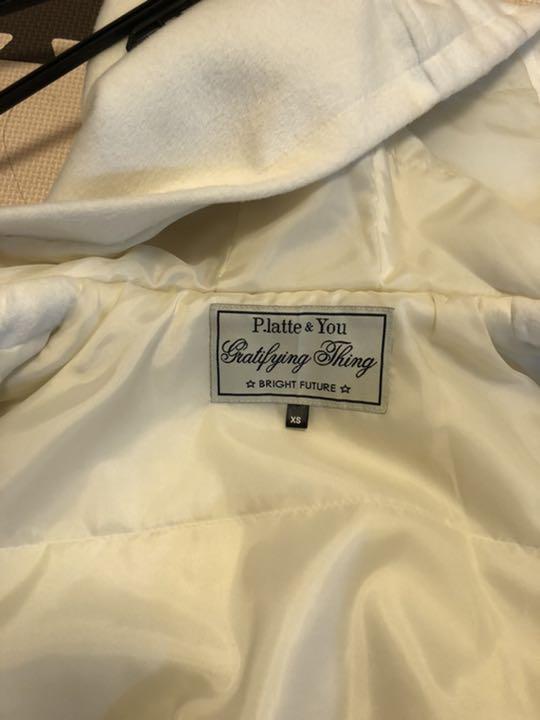 P.latte & You
Gratifying Thing
☆ BRIGHT FUTURE ☆
XS